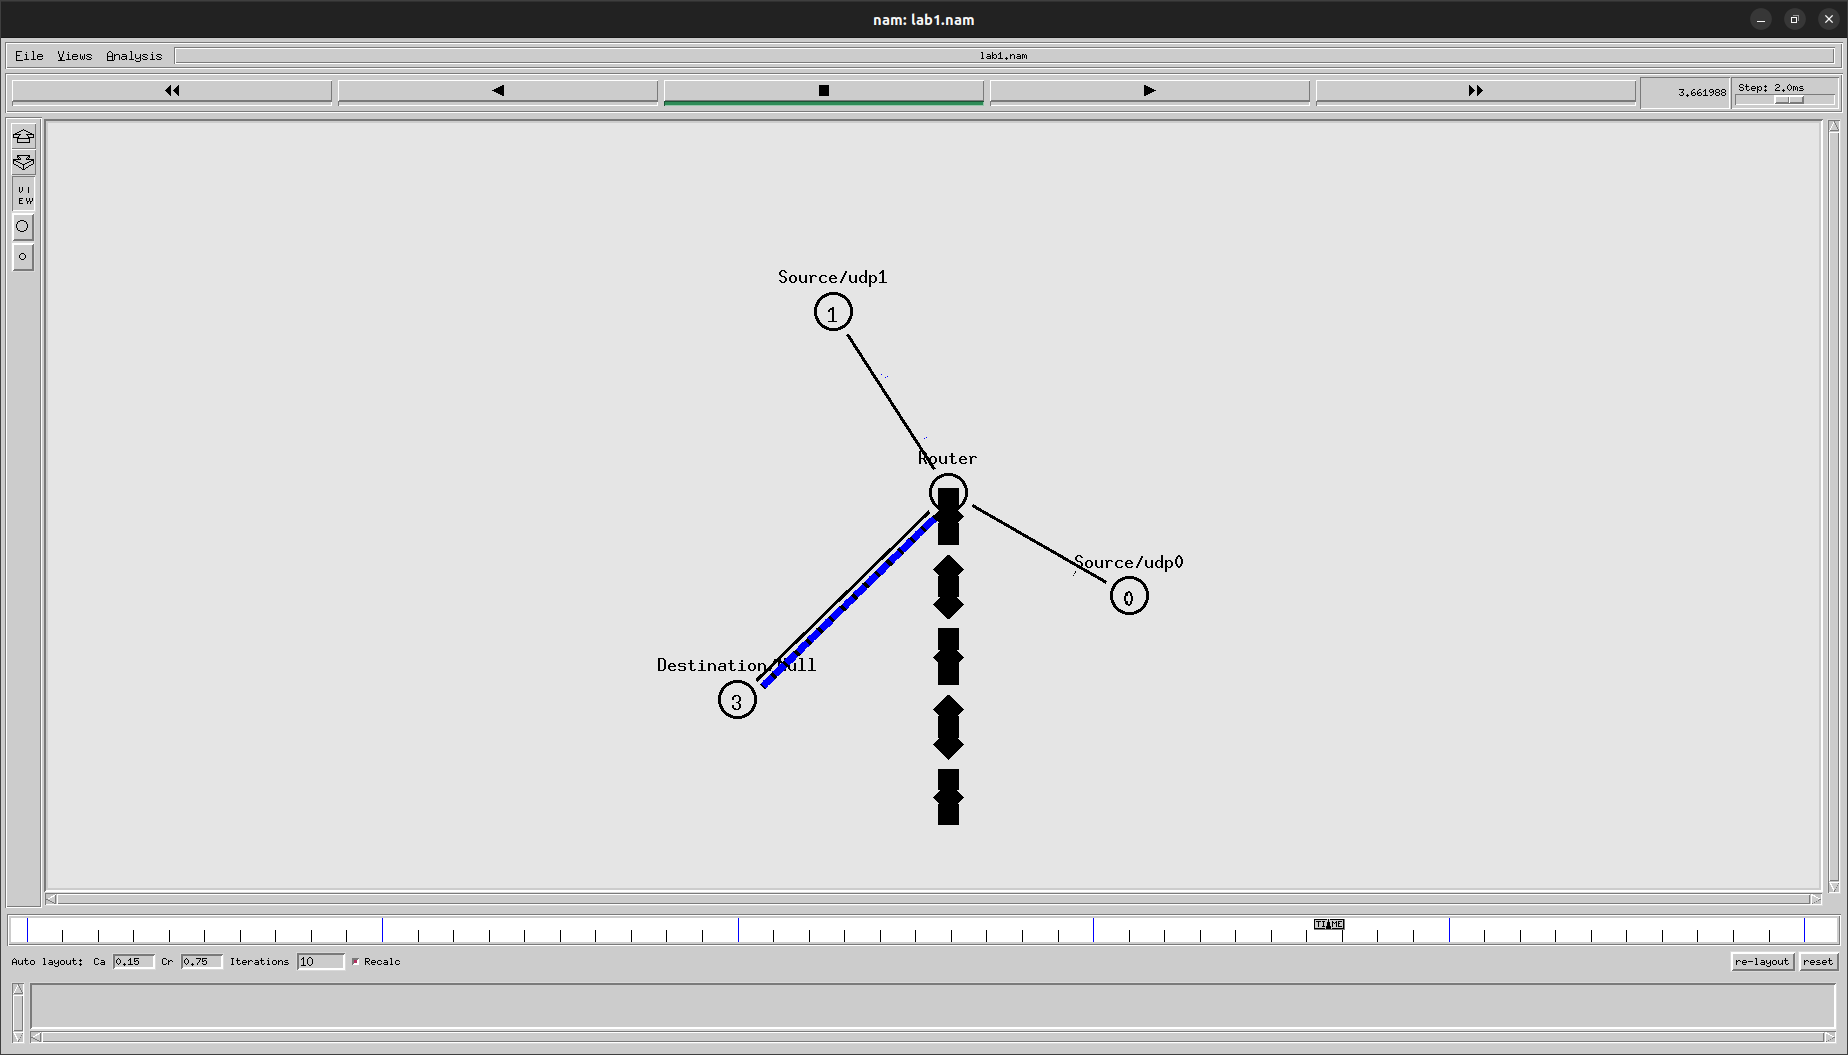 nam: lab1.nam
File Views Analysis lab1.nam
3.661988 Step: 2.0ms
VI
EW
Source/udp1
1
Router
Source/udp0
0
Destination/Null
3
TIME
Auto layout: Ca 0.15 Cr 0.75 Iterations 10 Recalc re-layout reset